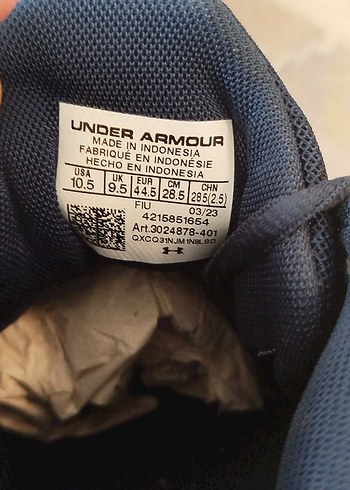 UNDER ARMOUR
MADE IN INDONESIA
FABRIQUÉ EN INDONÉSIE
HECHO EN INDONESIA
USA UK EUR CM CHN
10.5 9.5 44.5 28.5 285(2.5)
FIU 03/23
4215851654
Art.3024878-401
QXCQ31NJM1N8L9D